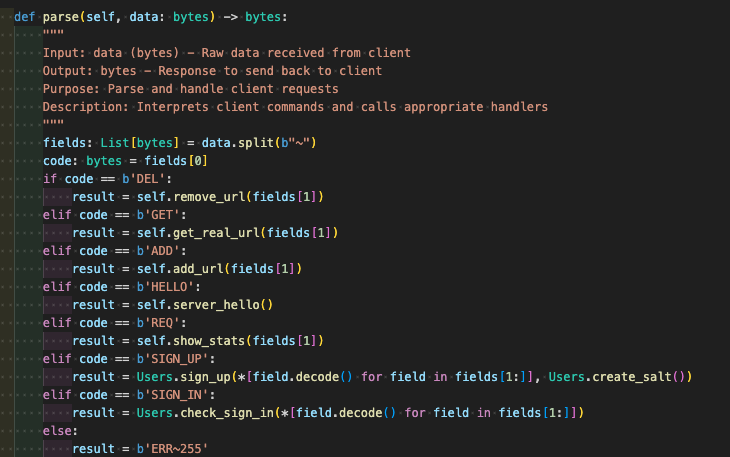 def parse(self, data: bytes) -> bytes:
"""
Input: data (bytes) - Raw data received from client
Output: bytes - Response to send back to client
Purpose: Parse and handle client requests
Description: Interprets client commands and calls appropriate handlers
"""
fields: List[bytes] = data.split(b"~")
code: bytes = fields[0]
if code == b'DEL':
result = self.remove_url(fields[1])
elif code == b'GET':
result = self.get_real_url(fields[1])
elif code == b'ADD':
result = self.add_url(fields[1])
elif code == b'HELLO':
result = self.server_hello()
elif code == b'REQ':
result = self.show_stats(fields[1])
elif code == b'SIGN_UP':
result = Users.sign_up(*[field.decode() for field in fields[1:]], Users.create_salt())
elif code == b'SIGN_IN':
result = Users.check_sign_in(*[field.decode() for field in fields[1:]])
else:
result = b'ERR~255'